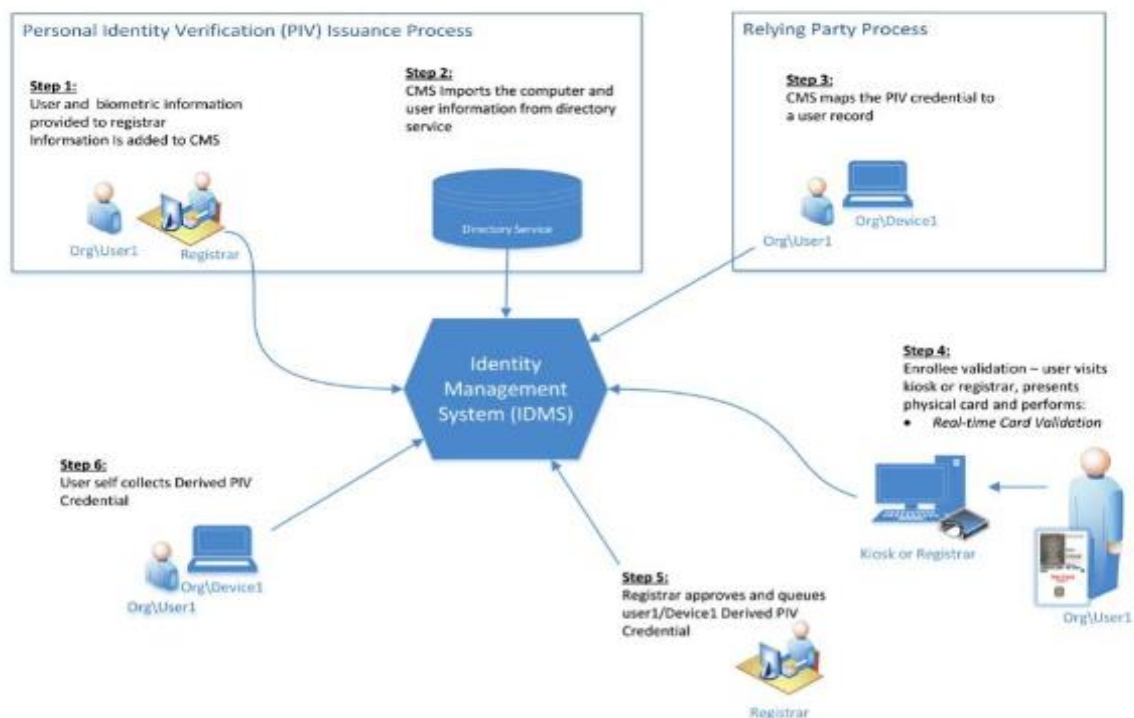 Personal Identity Verification (PIV) Issuance Process
Step 1:
User and biometric information
provided to registrar
Information is added to CMS
Org\User1
Registrar
Step 2:
CMS Imports the computer and
user information from directory
service
Directory Service
Relying Party Process
Step 3:
CMS maps the PIV credential to
a user record
Org\User1
Org\Device1
Identity
Management
System (IDMS)
Step 4:
Enrollee validation – user visits
kiosk or registrar, presents
physical card and performs:
• Real-time Card Validation
Kiosk or Registrar
Org\User1
Step 5:
Registrar approves and queues
user1/Device1 Derived PIV
Credential
Registrar
Step 6:
User self collects Derived PIV
Credential
Org\Device1
Org\User1